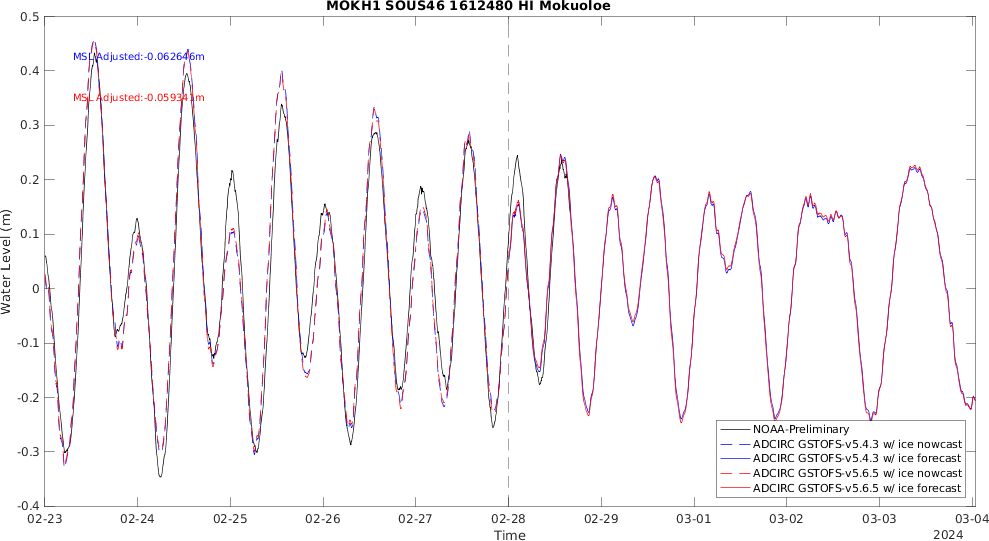 MOKH1 SOUS46 1612480 HI Mokuoloe
0.5
0.4
0.3
0.2
0.1
0
-0.1
-0.2
-0.3
-0.4
Water Level (m)
MSL Adjusted:-0.062646m
MSL Adjusted:-0.059341m
NOAA-Preliminary
ADCIRC GSTOFS-v5.4.3 w/ ice nowcast
ADCIRC GSTOFS-v5.4.3 w/ ice forecast
ADCIRC GSTOFS-v5.6.5 w/ ice nowcast
ADCIRC GSTOFS-v5.6.5 w/ ice forecast
02-23 02-24 02-25 02-26 02-27 02-28 02-29 03-01 03-02 03-03 03-04
Time
2024